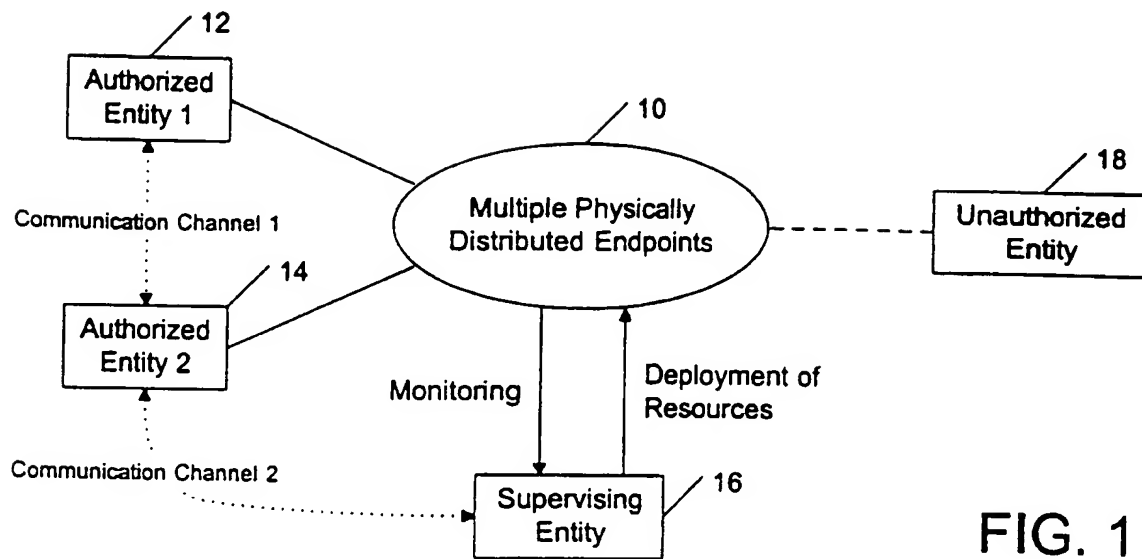 12
Authorized
Entity 1
10
18
Communication Channel 1
Multiple Physically
Distributed Endpoints
Unauthorized
Entity
14
Authorized
Entity 2
Monitoring
Deployment of
Resources
Communication Channel 2
Supervising
Entity
16
FIG. 1